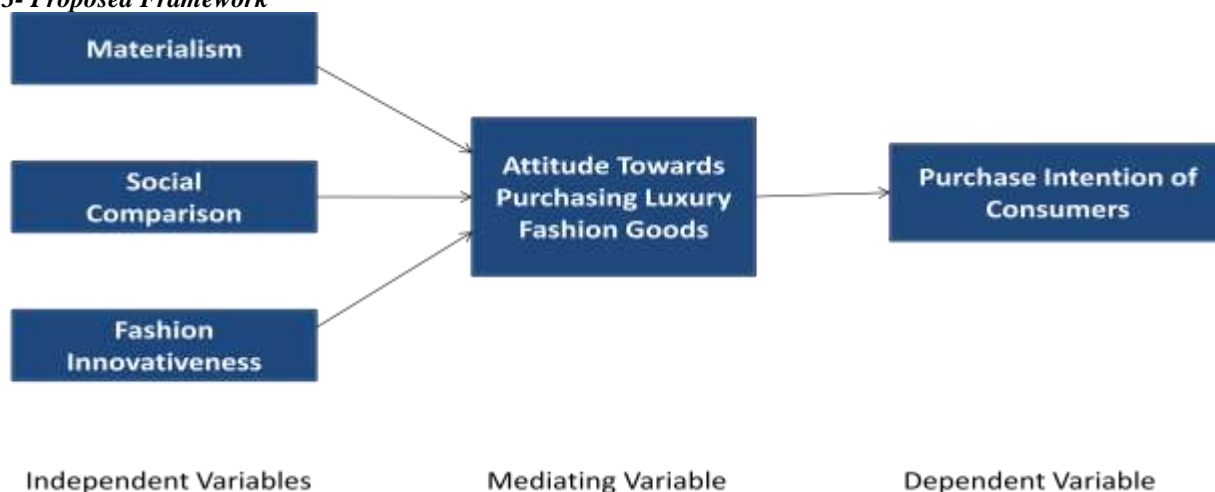 3- Proposed Framework
Materialism
Social
Comparison
Fashion
Innovativeness
Attitude Towards
Purchasing Luxury
Fashion Goods
Purchase Intention of
Consumers
Independent Variables
Mediating Variable
Dependent Variable